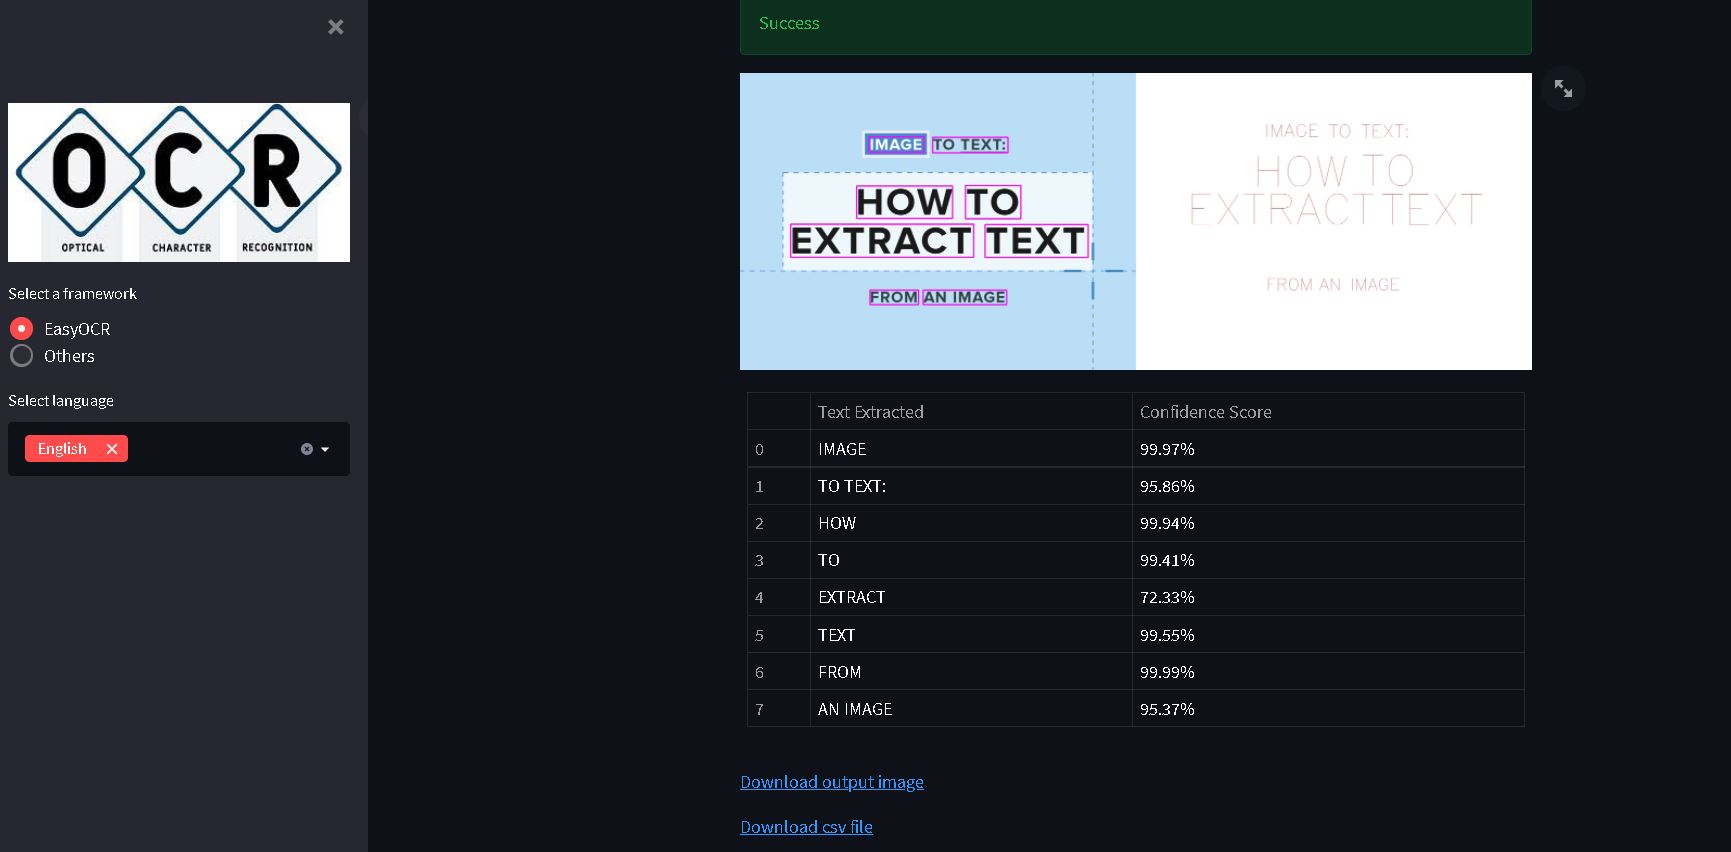 Success
OCR
OPTICAL CHARACTER RECOGNITION
Select a framework
EasyOCR
Others
Select language
English
IMAGE TO TEXT:
HOW TO
EXTRACT TEXT
FROM AN IMAGE
IMAGE TO TEXT:
HOW TO
EXTRACT TEXT
FROM AN IMAGE
Text Extracted Confidence Score
0 IMAGE 99.97%
1 TO TEXT: 95.86%
2 HOW 99.94%
3 TO 99.41%
4 EXTRACT 72.33%
5 TEXT 99.55%
6 FROM 99.99%
7 AN IMAGE 95.37%
Download output image
Download csv file